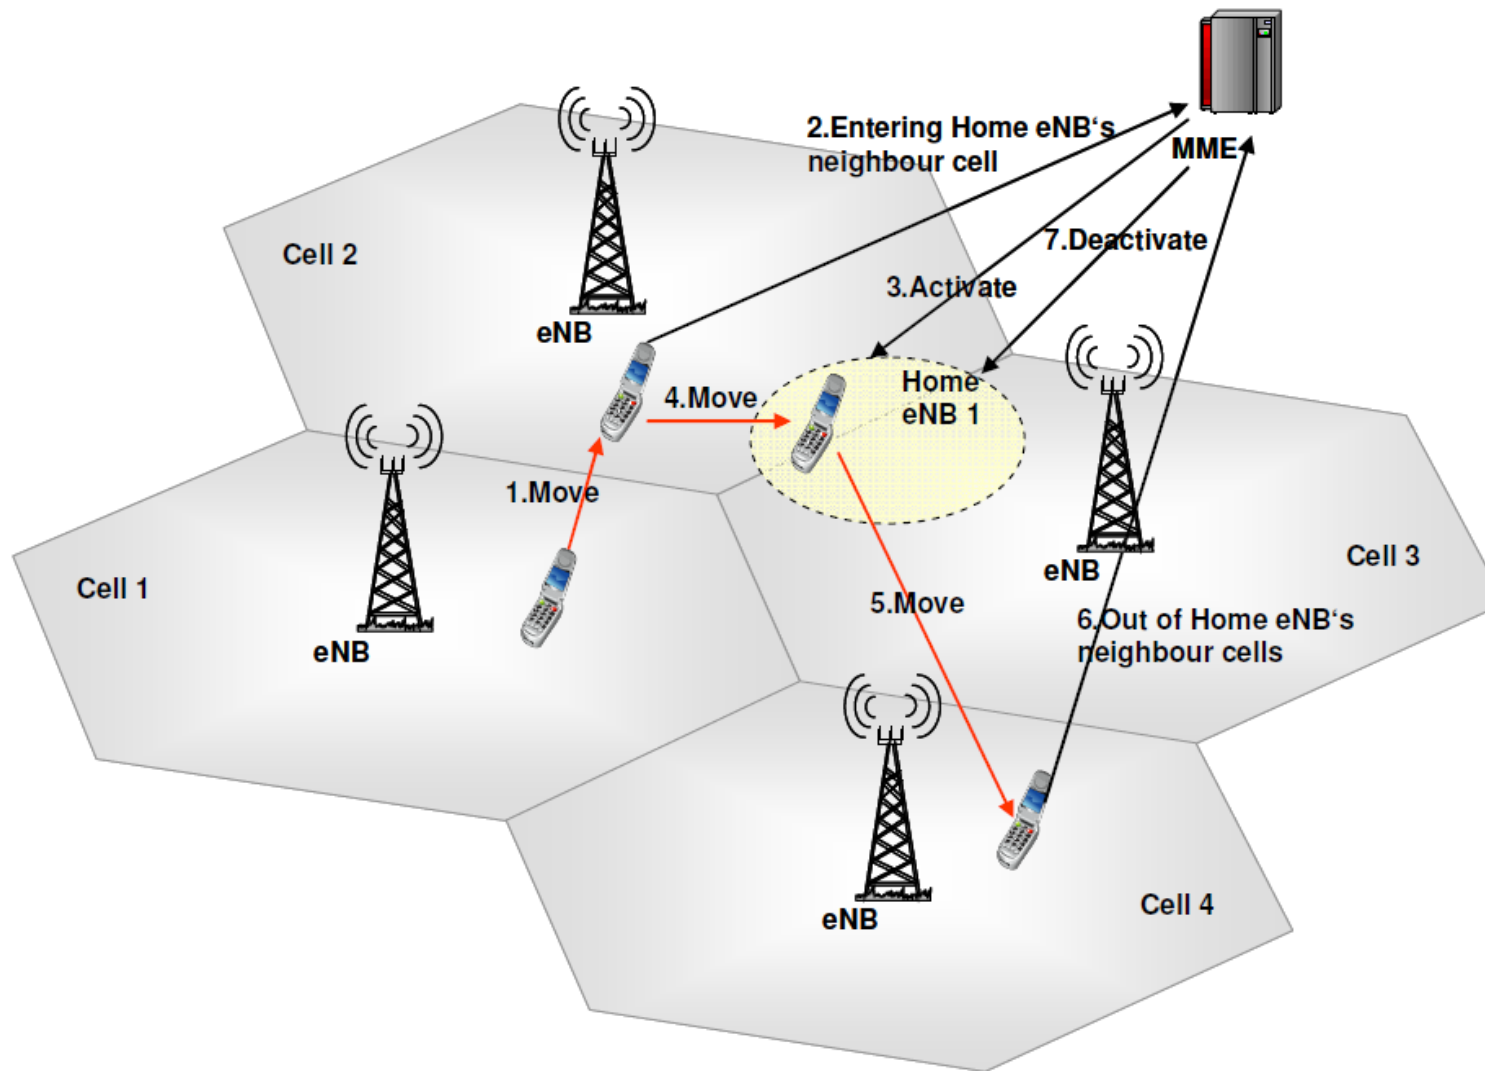 2.Entering Home eNB‘s
neighbour cell
MME
Cell 2
7.Deactivate
3.Activate
eNB
4.Move
Home
eNB 1
1.Move
Cell 1
eNB
Cell 3
eNB
5.Move
6.Out of Home eNB‘s
neighbour cells
Cell 4
eNB